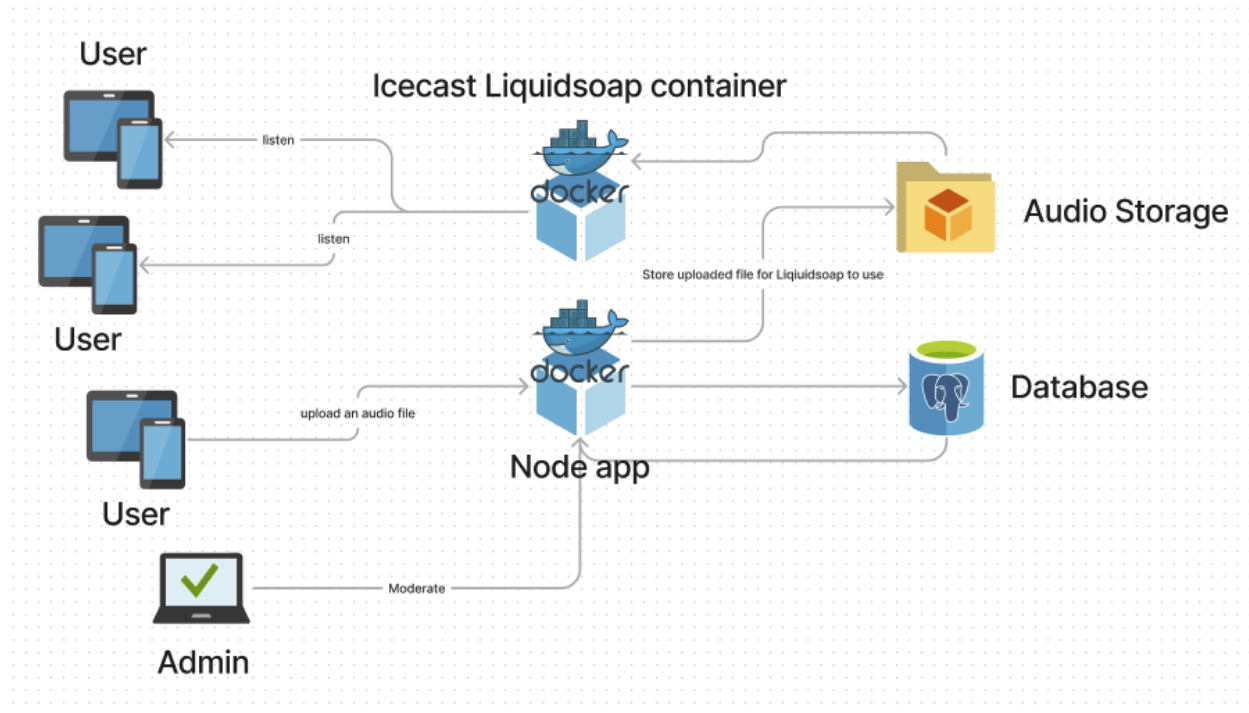 User
Icecast Liquidsoap container
listen
docker
Audio Storage
listen
Store uploaded file for Liqiuidsoap to use
User
docker
Database
upload an audio file
Node app
User
Moderate
Admin